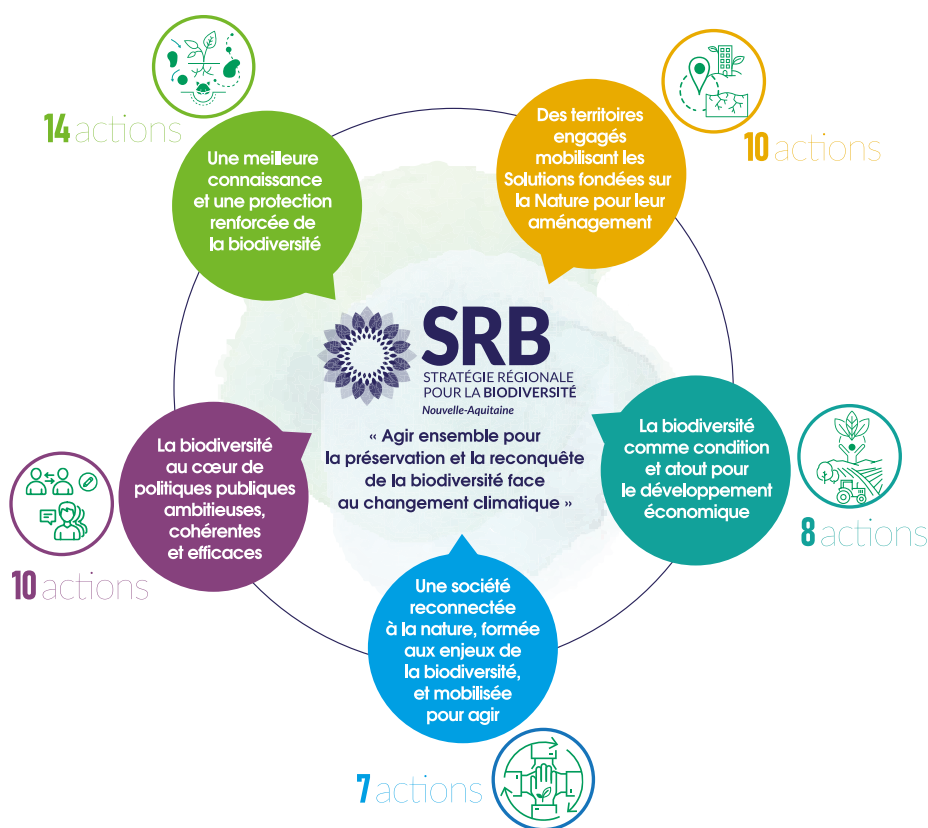 14 actions
Une meilleure
connaissance
et une protection
renforcée de
la biodiversité
Des territoires
engagés
mobilisant les
Solutions fondées sur
la Nature pour leur
aménagement
10 actions
SRB
STRATÉGIE RÉGIONALE
POUR LA BIODIVERSITÉ
Nouvelle-Aquitaine
« Agir ensemble pour
la préservation et la reconquête
de la biodiversité face
au changement climatique »
La biodiversité
comme condition
et atout pour
le développement
économique
8 actions
La biodiversité
au cœur de
politiques publiques
ambitieuses,
cohérentes
et efficaces
10 actions
Une société
reconnectée
à la nature, formée
aux enjeux de
la biodiversité,
et mobilisée
pour agir
7 actions